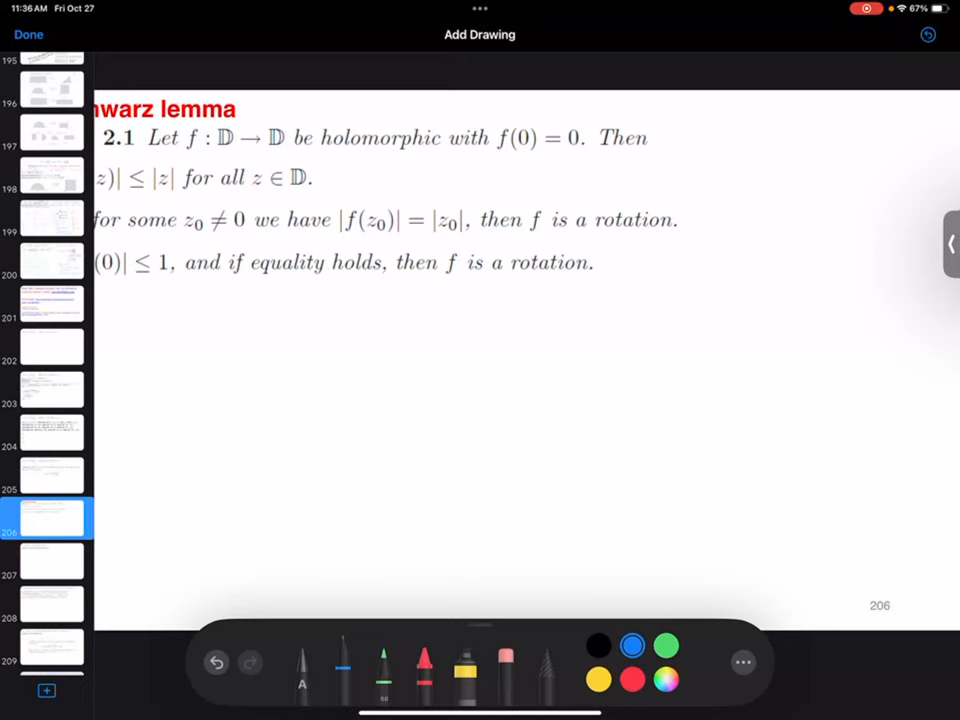 11:36 AM Fri Oct 27
67%
Done
Add Drawing
195
196
197
198
199
200
201
202
203
204
205
206
207
208
209
hwarz lemma
2.1 Let f : 𝔻 → 𝔻 be holomorphic with f(0) = 0. Then
z)| ≤ |z| for all z ∈ 𝔻.
for some z₀ ≠ 0 we have |f(z₀)| = |z₀|, then f is a rotation.
(0)| ≤ 1, and if equality holds, then f is a rotation.
206
A